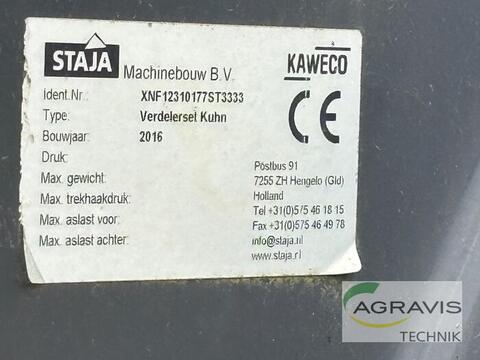 STAJA
Machinebouw B.V.
KAWECO
Ident.Nr.: XNF12310177ST3333
Type: Verdelerset Kuhn
Bouwjaar: 2016
CE
Druk:
Max. gewicht:
Max. trekhaakdruk:
Max. aslast voor:
Max. aslast achter:
Postbus 91
7255 ZH Hengelo (Gld)
Holland
Tel +31(0)575 46 18 15
Fax +31(0)575 46 49 78
info@staja.nl
www.staja.nl
AGRAVIS
TECHNIK